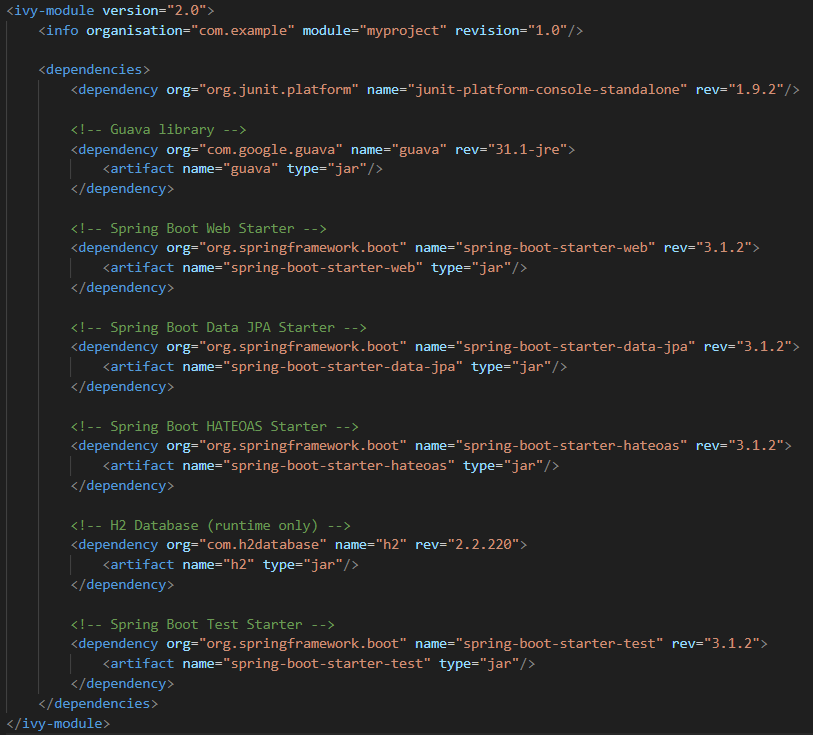 <ivy-module version="2.0">
    <info organisation="com.example" module="myproject" revision="1.0"/>

    <dependencies>
        <dependency org="org.junit.platform" name="junit-platform-console-standalone" rev="1.9.2"/>

        <!-- Guava library -->
        <dependency org="com.google.guava" name="guava" rev="31.1-jre">
            <artifact name="guava" type="jar"/>
        </dependency>

        <!-- Spring Boot Web Starter -->
        <dependency org="org.springframework.boot" name="spring-boot-starter-web" rev="3.1.2">
            <artifact name="spring-boot-starter-web" type="jar"/>
        </dependency>

        <!-- Spring Boot Data JPA Starter -->
        <dependency org="org.springframework.boot" name="spring-boot-starter-data-jpa" rev="3.1.2">
            <artifact name="spring-boot-starter-data-jpa" type="jar"/>
        </dependency>

        <!-- Spring Boot HATEOAS Starter -->
        <dependency org="org.springframework.boot" name="spring-boot-starter-hateoas" rev="3.1.2">
            <artifact name="spring-boot-starter-hateoas" type="jar"/>
        </dependency>

        <!-- H2 Database (runtime only) -->
        <dependency org="com.h2database" name="h2" rev="2.2.220">
            <artifact name="h2" type="jar"/>
        </dependency>

        <!-- Spring Boot Test Starter -->
        <dependency org="org.springframework.boot" name="spring-boot-starter-test" rev="3.1.2">
            <artifact name="spring-boot-starter-test" type="jar"/>
        </dependency>
    </dependencies>
</ivy-module>